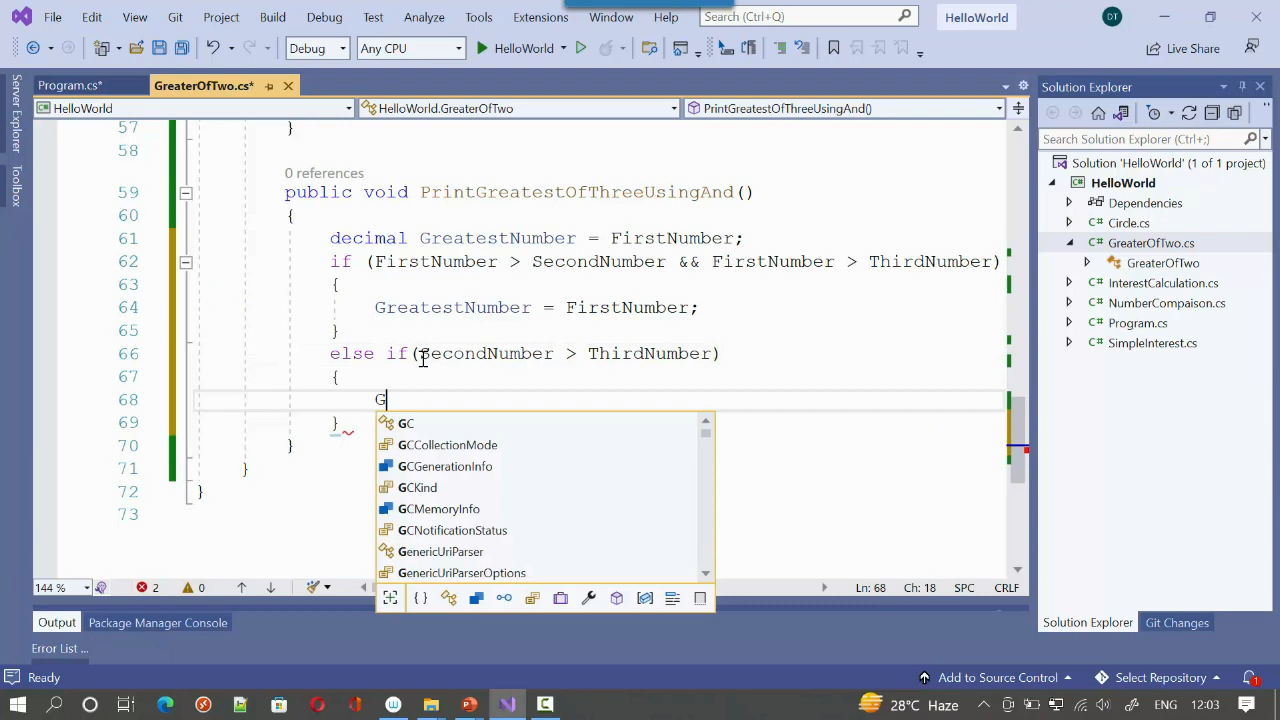 File Edit View Git Project Build Debug Test Analyze Tools Extensions Window Help Search (Ctrl+Q) HelloWorld DT
Debug Any CPU HelloWorld Live Share
Program.cs* GreaterOfTwo.cs*
HelloWorld HelloWorld.GreaterOfTwo PrintGreatestOfThreeUsingAnd()
Server Explorer
Toolbox
57 }
58
0 references
59 public void PrintGreatestOfThreeUsingAnd()
60 {
61 decimal GreatestNumber = FirstNumber;
62 if (FirstNumber > SecondNumber && FirstNumber > ThirdNumber)
63 {
64 GreatestNumber = FirstNumber;
65 }
66 else if(SecondNumber > ThirdNumber)
67 {
68 G
69 }
70 }
71 }
72 }
73
GC
GCCollectionMode
GCGenerationInfo
GCKind
GCMemoryInfo
GCNotificationStatus
GenericUriParser
GenericUriParserOptions
144 % 2 0 Ln: 68 Ch: 18 SPC CRLF
Solution Explorer
Search Solution Explorer (Ctrl+;)
Solution 'HelloWorld' (1 of 1 project)
HelloWorld
Dependencies
C# Circle.cs
C# GreaterOfTwo.cs
GreaterOfTwo
C# InterestCalculation.cs
C# NumberCompaison.cs
C# Program.cs
C# SimpleInterest.cs
Solution Explorer Git Changes
Output Package Manager Console
Error List ...
Ready Add to Source Control Select Repository 1
28°C Haze ENG 12:03